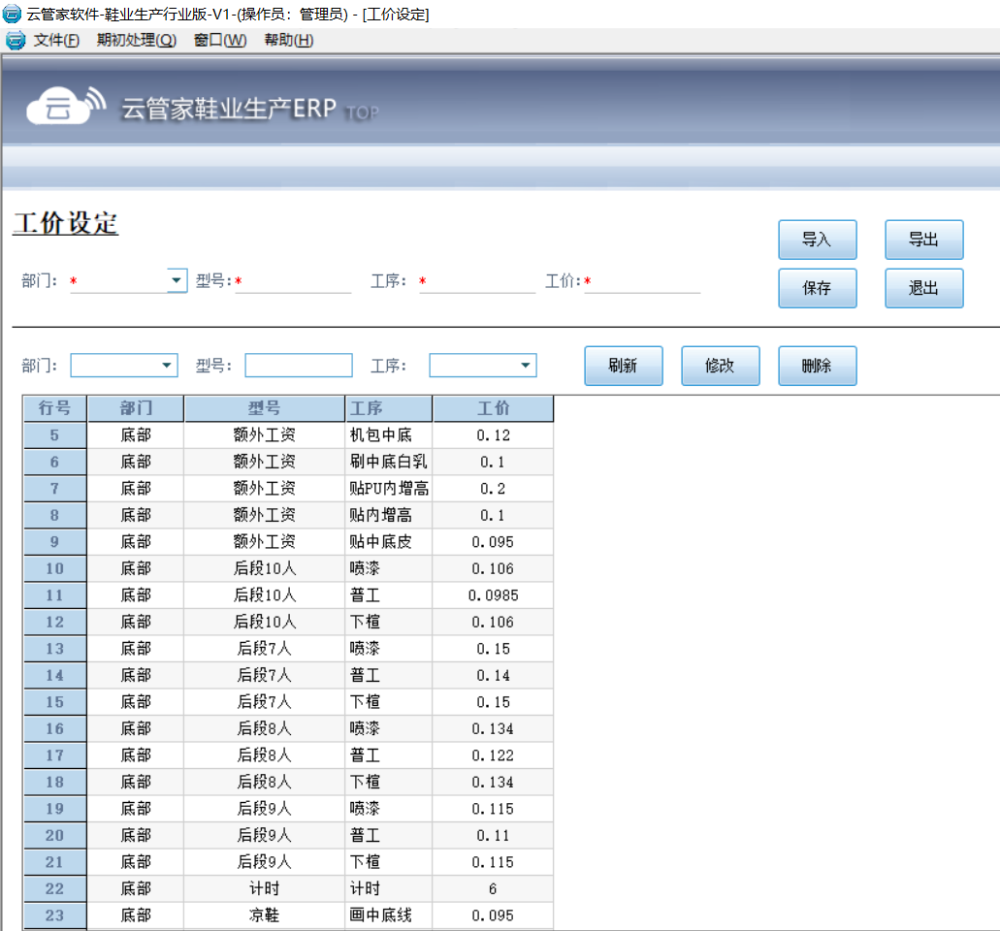 云管家软件-鞋业生产行业版-V1-(操作员：管理员) - [工价设定]
文件(F) 期初处理(Q) 窗口(W) 帮助(H)
云 云管家鞋业生产ERP TOP
工价设定
导入 导出
部门：* 型号：* 工序：* 工价：*
保存 退出
部门： 型号： 工序： 刷新 修改 删除
行号 部门 型号 工序 工价
5 底部 额外工资 机包中底 0.12
6 底部 额外工资 刷中底白乳 0.1
7 底部 额外工资 贴PU内增高 0.2
8 底部 额外工资 贴内增高 0.1
9 底部 额外工资 贴中底皮 0.095
10 底部 后段10人 喷漆 0.106
11 底部 后段10人 普工 0.0985
12 底部 后段10人 下楦 0.106
13 底部 后段7人 喷漆 0.15
14 底部 后段7人 普工 0.14
15 底部 后段7人 下楦 0.15
16 底部 后段8人 喷漆 0.134
17 底部 后段8人 普工 0.122
18 底部 后段8人 下楦 0.134
19 底部 后段9人 喷漆 0.115
20 底部 后段9人 普工 0.11
21 底部 后段9人 下楦 0.115
22 底部 计时 计时 6
23 底部 凉鞋 画中底线 0.095